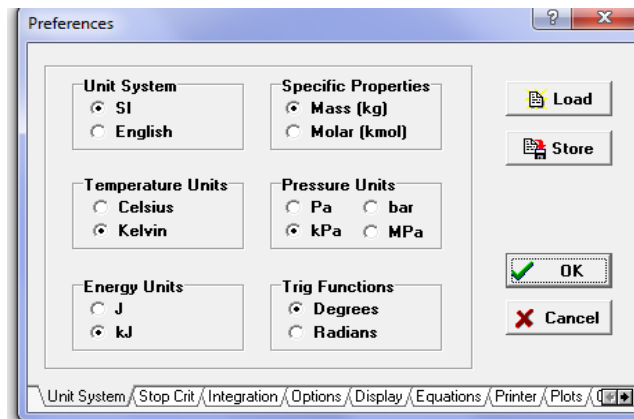 Preferences
Unit System
SI
English
Specific Properties
Mass (kg)
Molar (kmol)
Load
Store
Temperature Units
Celsius
Kelvin
Pressure Units
Pa
bar
kPa
MPa
Energy Units
J
kJ
Trig Functions
Degrees
Radians
OK
Cancel
Unit System Stop Crit Integration Options Display Equations Printer Plots